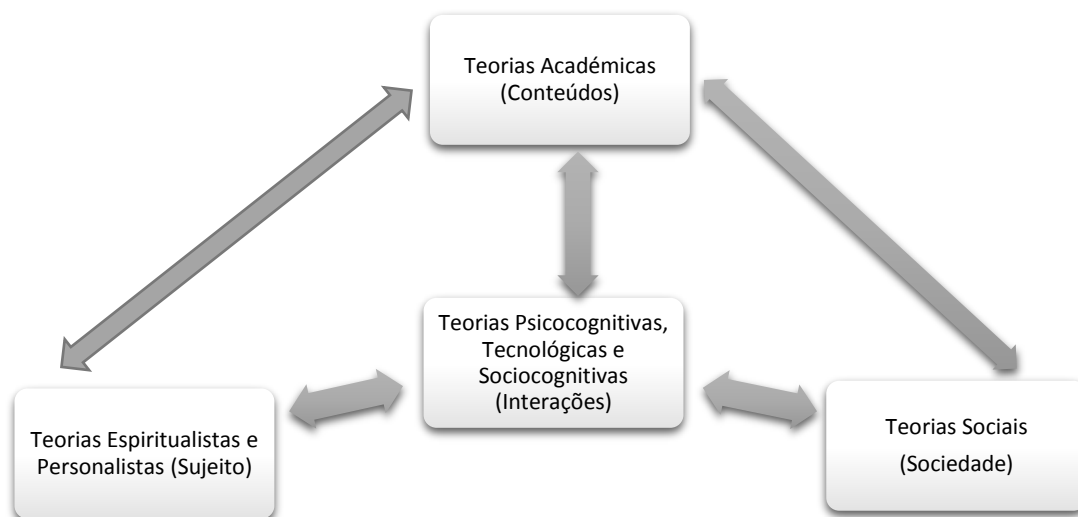 Teorias Académicas
(Conteúdos)
Teorias Psicocognitivas,
Tecnológicas e
Sociocognitivas
(Interações)
Teorias Espiritualistas e
Personalistas (Sujeito)
Teorias Sociais
(Sociedade)